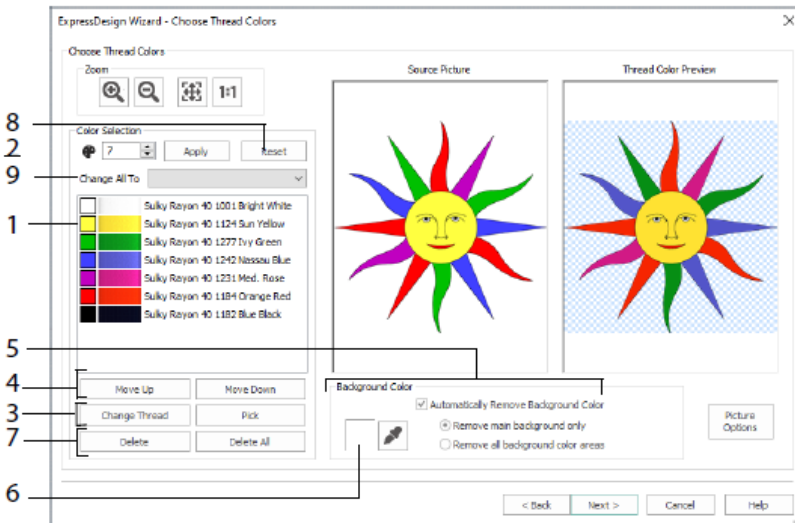 ExpressDesign Wizard - Choose Thread Colors
Choose Thread Colors
Zoom
1:1
Source Picture
Thread Color Preview
8
Color Selection
2
7
Apply
Reset
9
Change All To
1
Sulky Rayon 40 1001 Bright White
Sulky Rayon 40 1124 Sun Yellow
Sulky Rayon 40 1277 Ivy Green
Sulky Rayon 40 1242 Nassau Blue
Sulky Rayon 40 1231 Med. Rose
Sulky Rayon 40 1184 Orange Red
Sulky Rayon 40 1182 Blue Black
5
4
Move Up
Move Down
Background Color
Automatically Remove Background Color
3
Change Thread
Pick
Remove main background only
Picture
Options
7
Delete
Delete All
Remove all background color areas
6
< Back
Next >
Cancel
Help